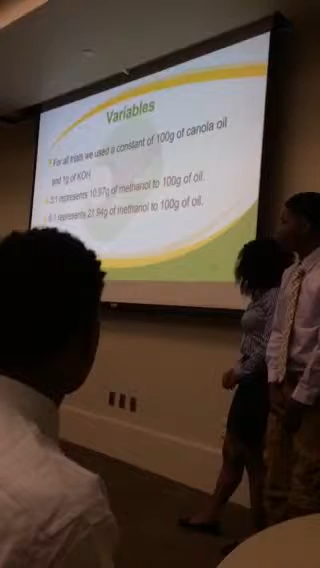 Variables
For all trials we used a constant of 100g of canola oil
and 1g of KOH
3:1 represents 10.97g of methanol to 100g of oil.
6:1 represents 21.94g of methanol to 100g of oil.